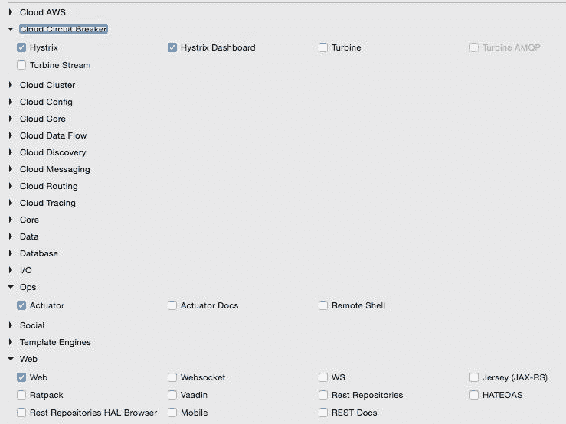 Cloud AWS
Cloud Circuit Breaker
Hystrix Hystrix Dashboard Turbine Turbine AMQP
Turbine Stream
Cloud Cluster
Cloud Config
Cloud Core
Cloud Data Flow
Cloud Discovery
Cloud Messaging
Cloud Routing
Cloud Tracing
Core
Data
Database
I/O
Ops
Actuator Actuator Docs Remote Shell
Social
Template Engines
Web
Web Websocket WS Jersey (JAX-RS)
Ratpack Vaadin Rest Repositories HATEOAS
Rest Repositories HAL Browser Mobile REST Docs